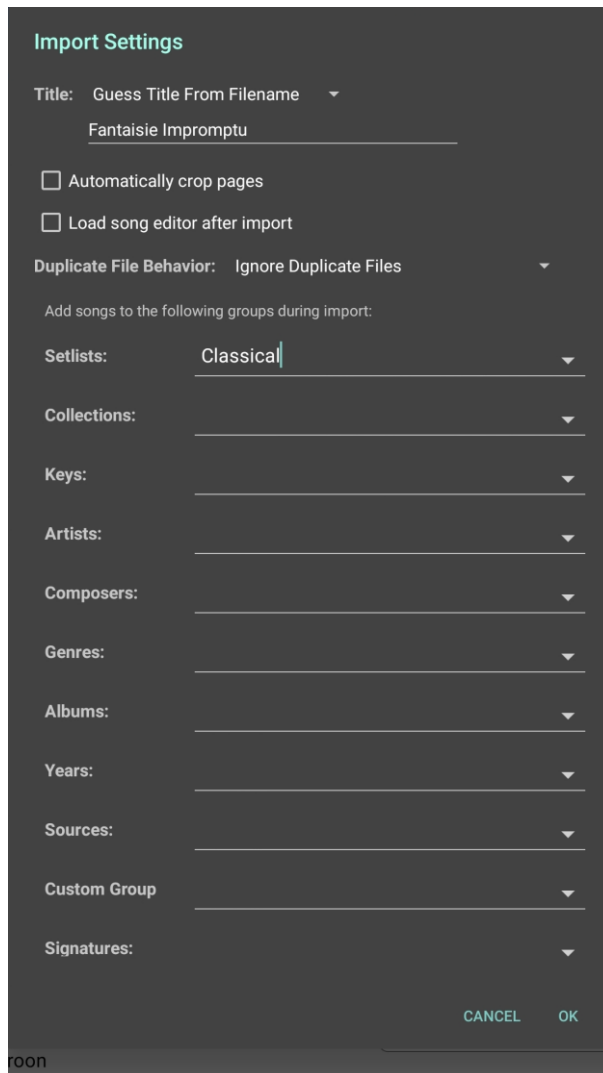 Import Settings
Title: Guess Title From Filename
Fantaisie Impromptu
Automatically crop pages
Load song editor after import
Duplicate File Behavior: Ignore Duplicate Files
Add songs to the following groups during import:
Setlists: Classical
Collections:
Keys:
Artists:
Composers:
Genres:
Albums:
Years:
Sources:
Custom Group
Signatures:
CANCEL OK
roon